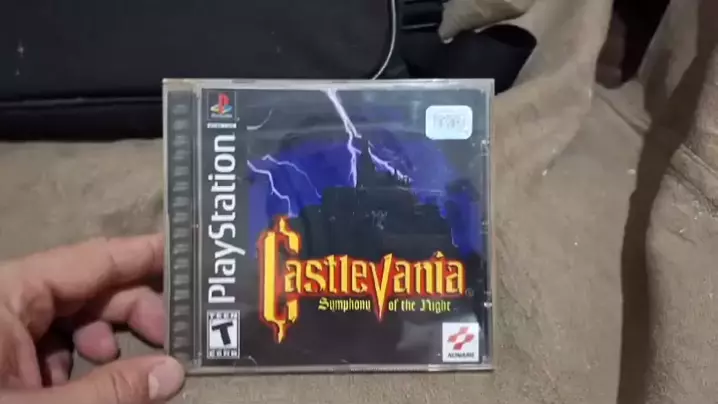 PlayStation
Castlevania
Symphony of the Night
TEEN
T
ESRB
KONAMI